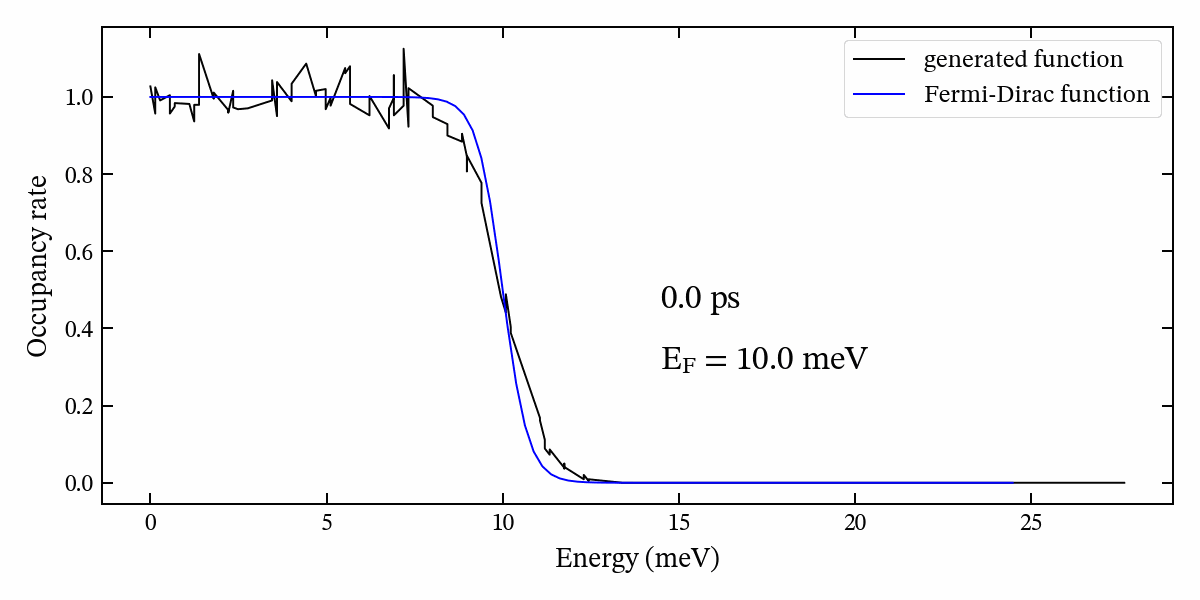 generated function
Fermi-Dirac function
1.0
0.8
0.6
0.4
0.2
0.0
Occupancy rate
0.0 ps
E_F = 10.0 meV
0 5 10 15 20 25
Energy (meV)